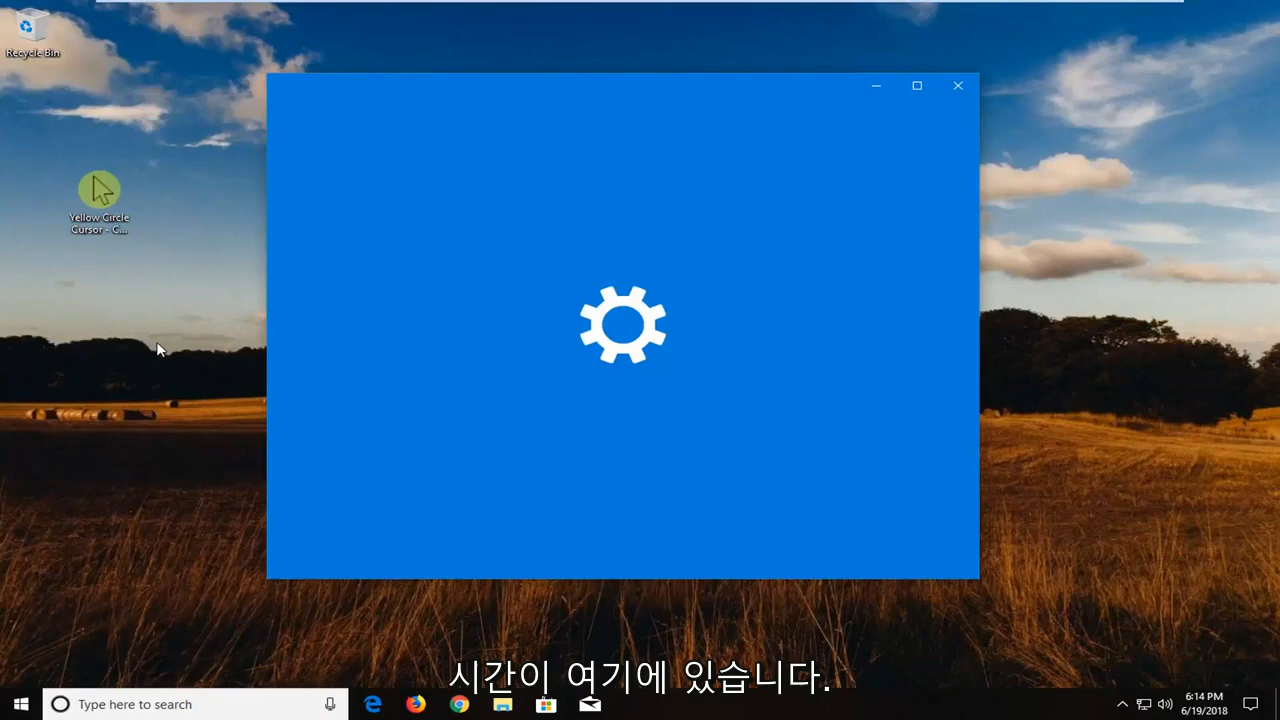 Recycle Bin
Yellow Circle
Cursor - C...
시간이 여기에 있습니다.
Type here to search
6:14 PM
6/19/2018